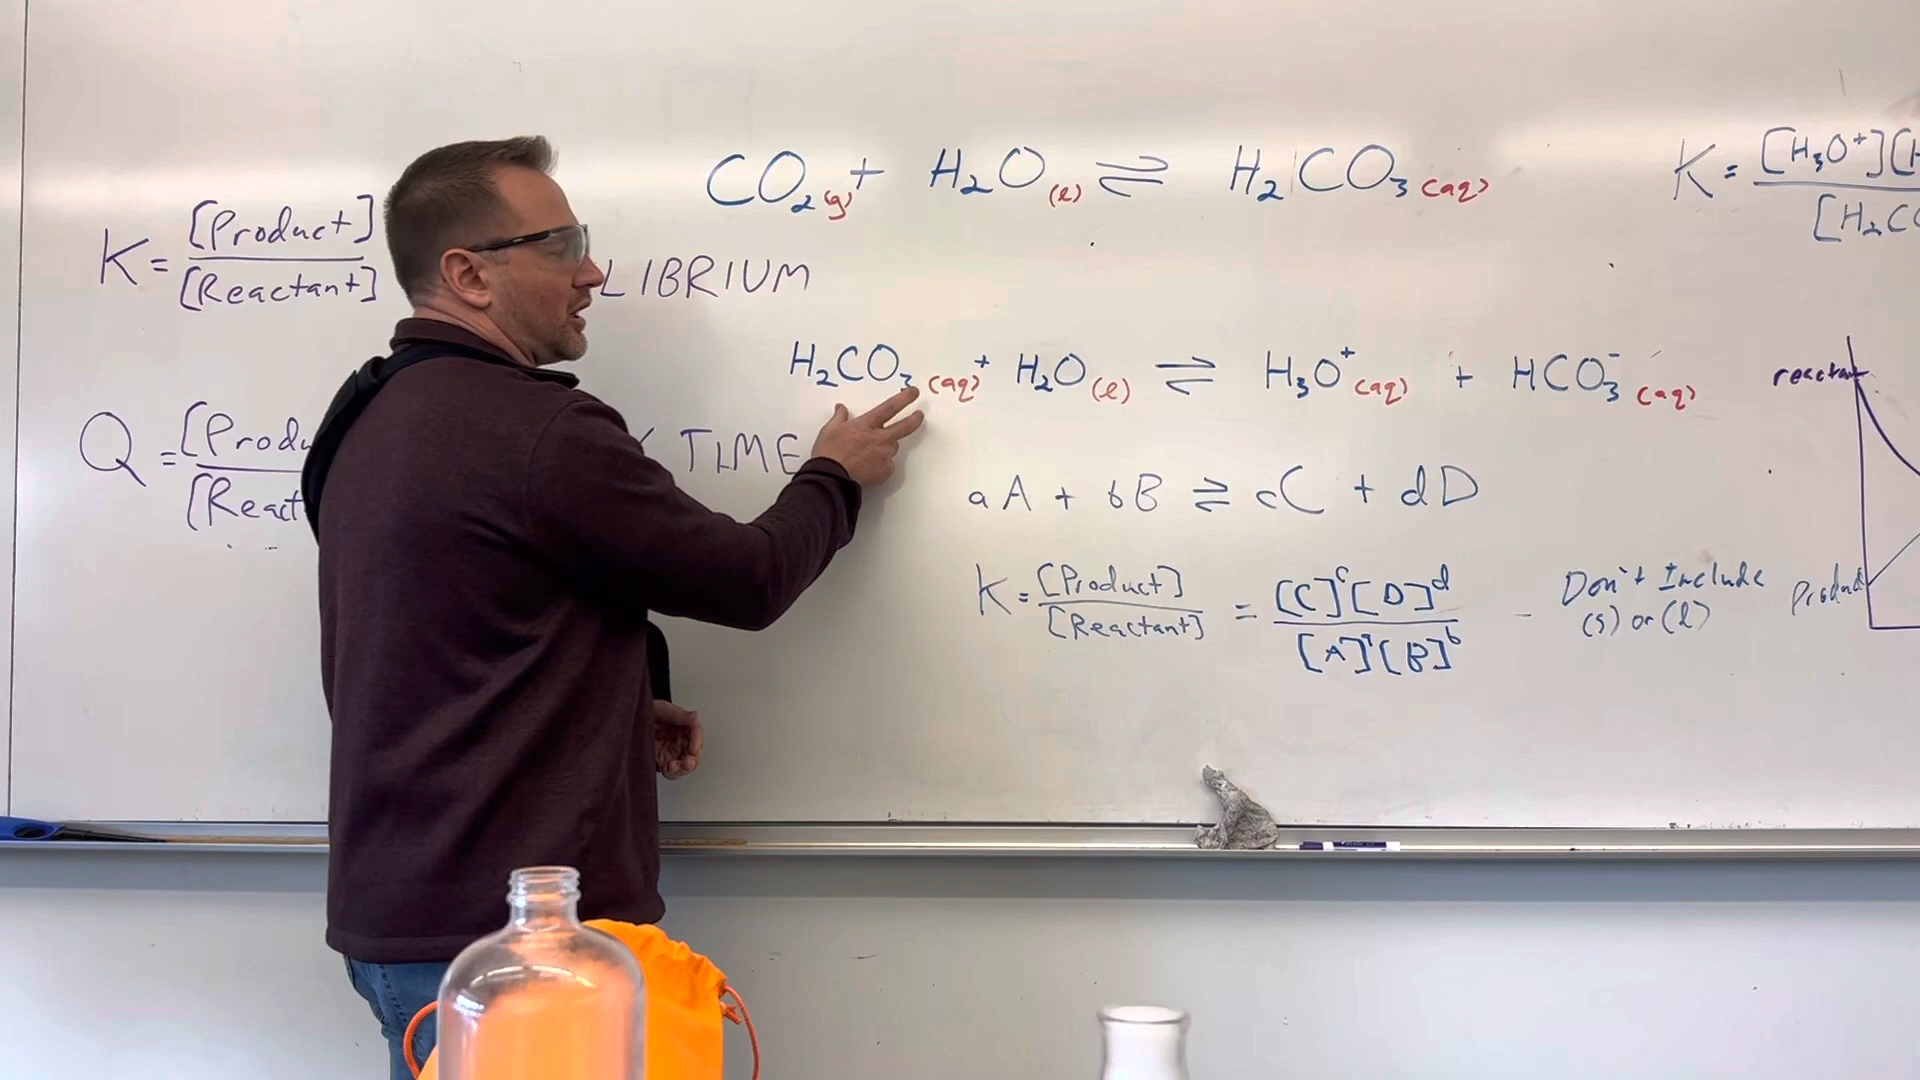 CO₂(g) + H₂O(l) ⇌ H₂CO₃(aq)
K = [H₃O⁺][H
[H₂CO
K = [Product]
[Reactant]
LIBRIUM
H₂CO₃(aq) + H₂O(l) ⇌ H₃O⁺(aq) + HCO₃⁻(aq)
reactant
Q = [Produ
[React
TIME
aA + bB ⇌ cC + dD
K = [Product] = [C]ᶜ[D]ᵈ
[Reactant] [A]ᵃ[B]ᵇ
- Don't Include
(s) or (l)
Product